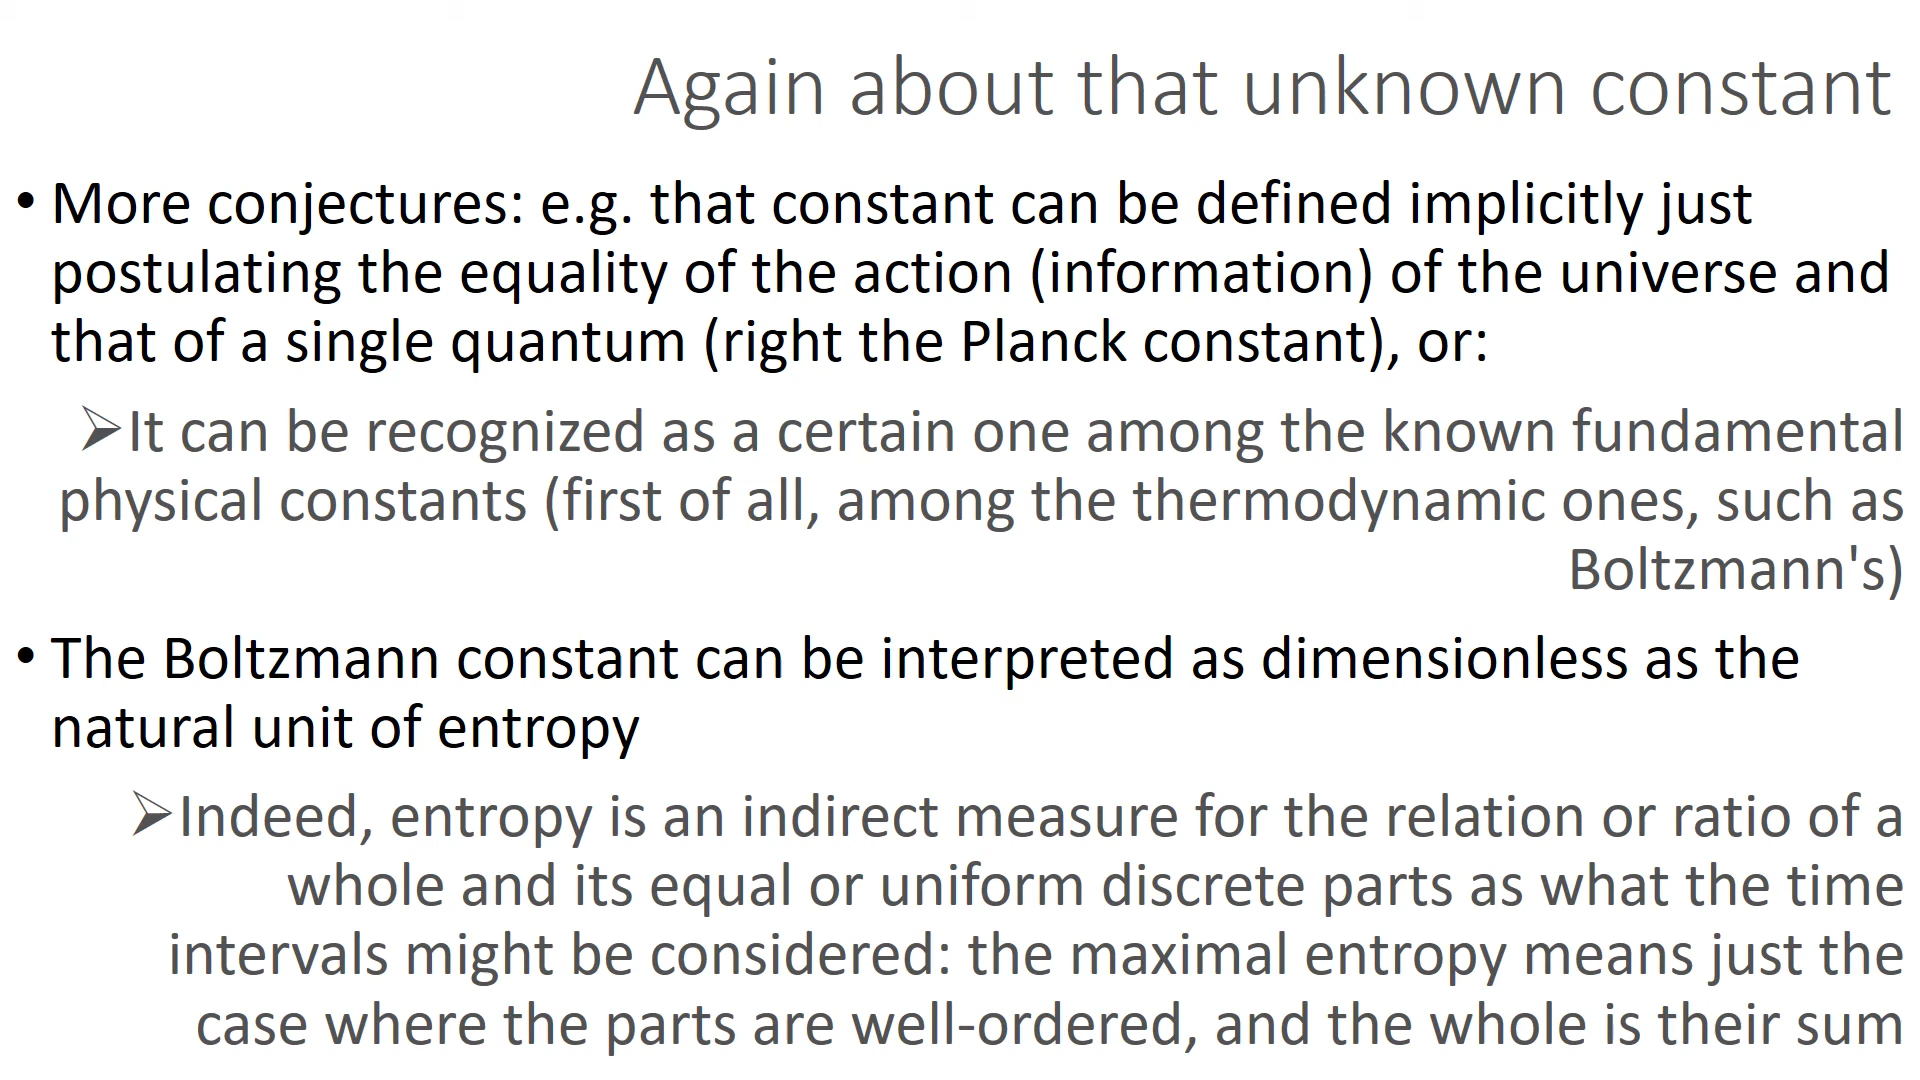 Again about that unknown constant
• More conjectures: e.g. that constant can be defined implicitly just
postulating the equality of the action (information) of the universe and
that of a single quantum (right the Planck constant), or:
➢It can be recognized as a certain one among the known fundamental
physical constants (first of all, among the thermodynamic ones, such as
Boltzmann's)
• The Boltzmann constant can be interpreted as dimensionless as the
natural unit of entropy
➢Indeed, entropy is an indirect measure for the relation or ratio of a
whole and its equal or uniform discrete parts as what the time
intervals might be considered: the maximal entropy means just the
case where the parts are well-ordered, and the whole is their sum